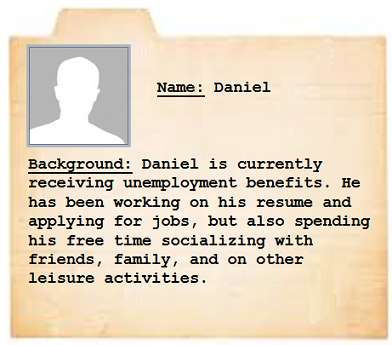 Name: Daniel
Background: Daniel is currently
receiving unemployment benefits. He
has been working on his resume and
applying for jobs, but also spending
his free time socializing with
friends, family, and on other
leisure activities.